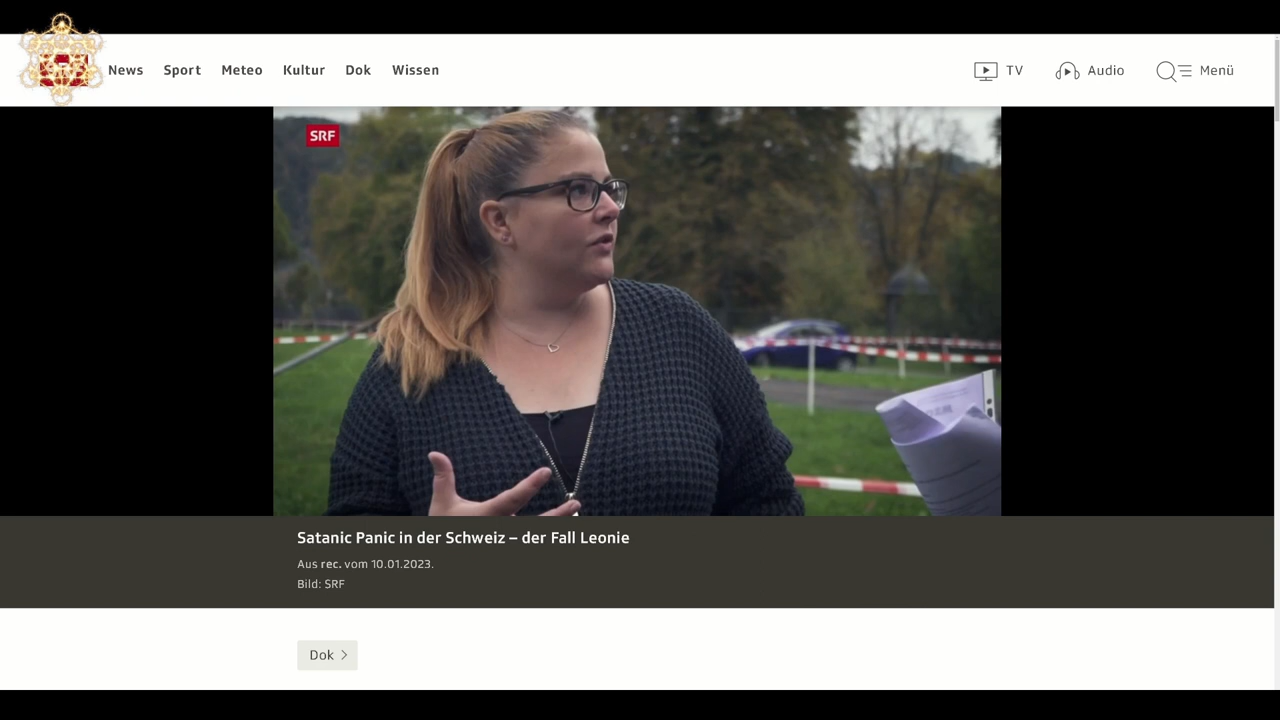 News Sport Meteo Kultur Dok Wissen TV Audio Menü
SRF
Satanic Panic in der Schweiz – der Fall Leonie
Aus rec. vom 10.01.2023.
Bild: SRF
Dok